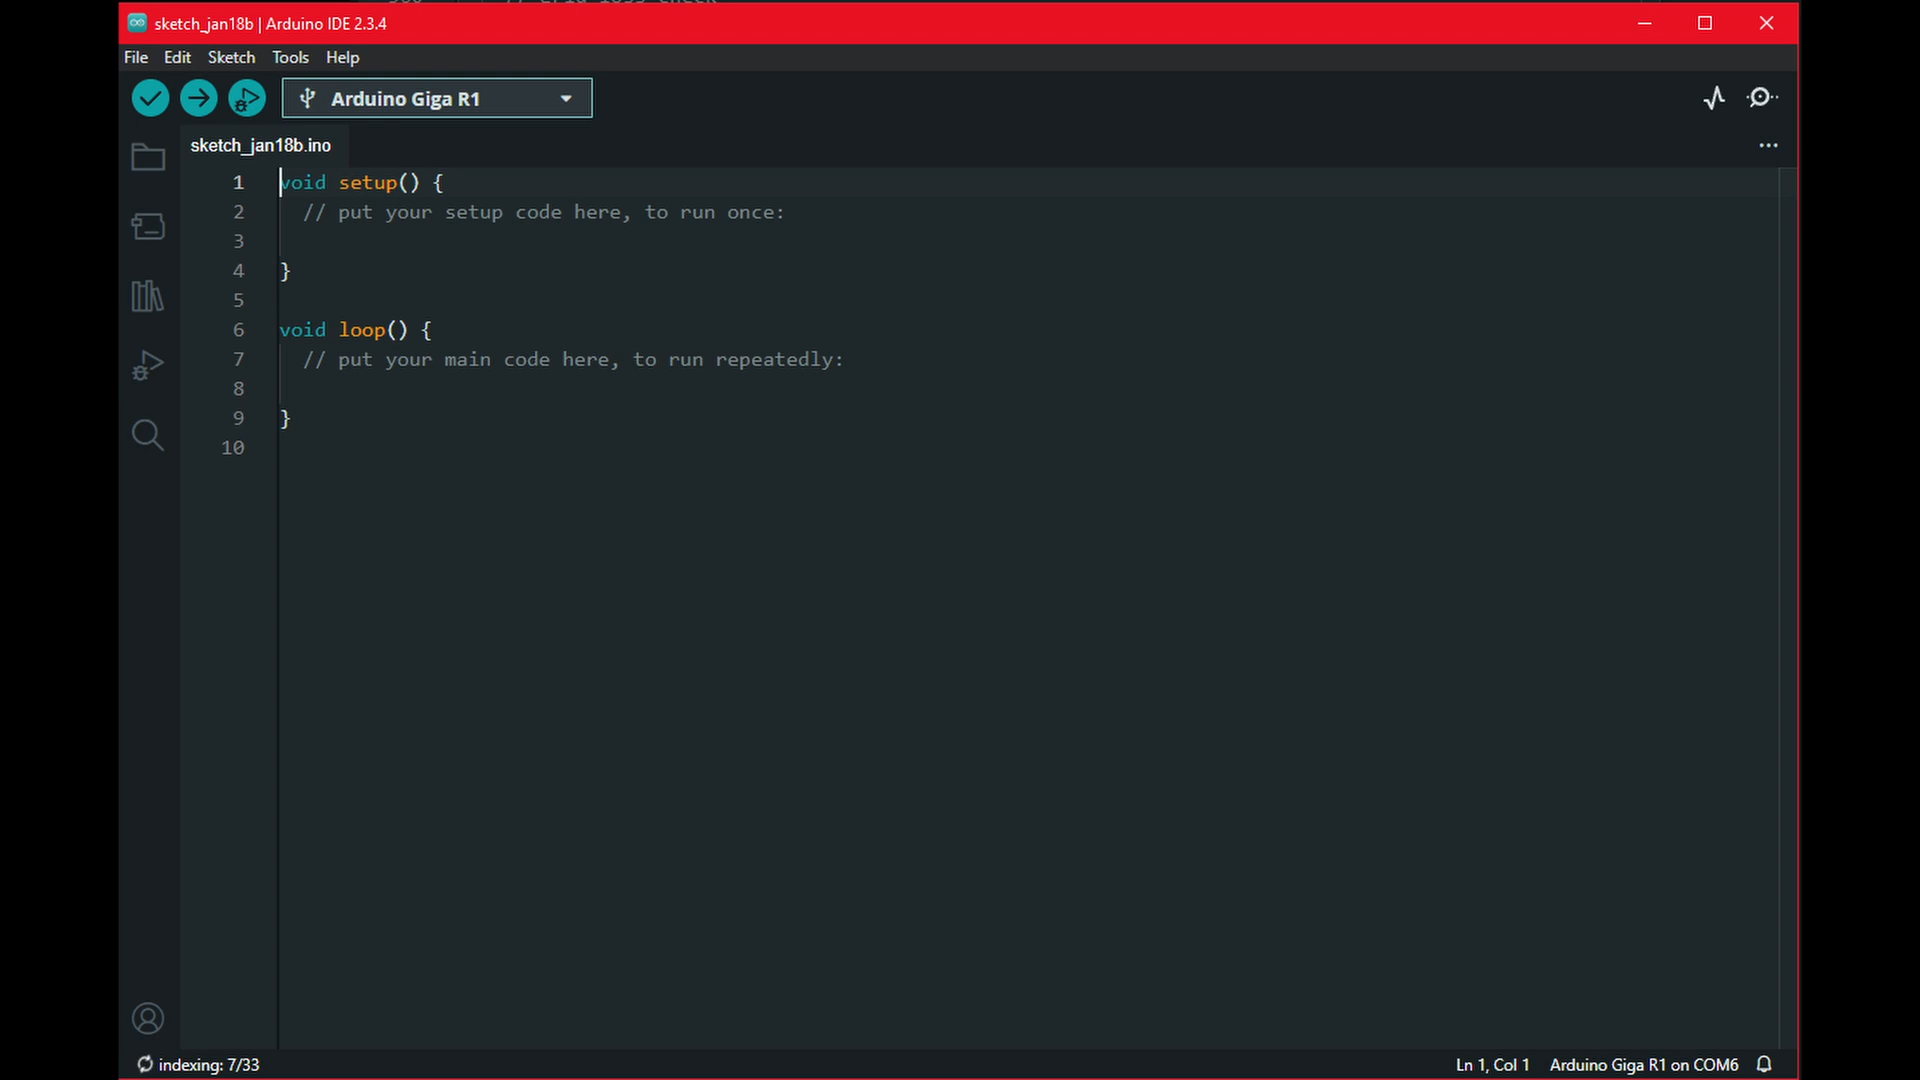 sketch_jan18b | Arduino IDE 2.3.4
File Edit Sketch Tools Help
Arduino Giga R1
sketch_jan18b.ino
1 void setup() {
2 // put your setup code here, to run once:
3
4 }
5
6 void loop() {
7 // put your main code here, to run repeatedly:
8
9 }
10
indexing: 7/33
Ln 1, Col 1 Arduino Giga R1 on COM6